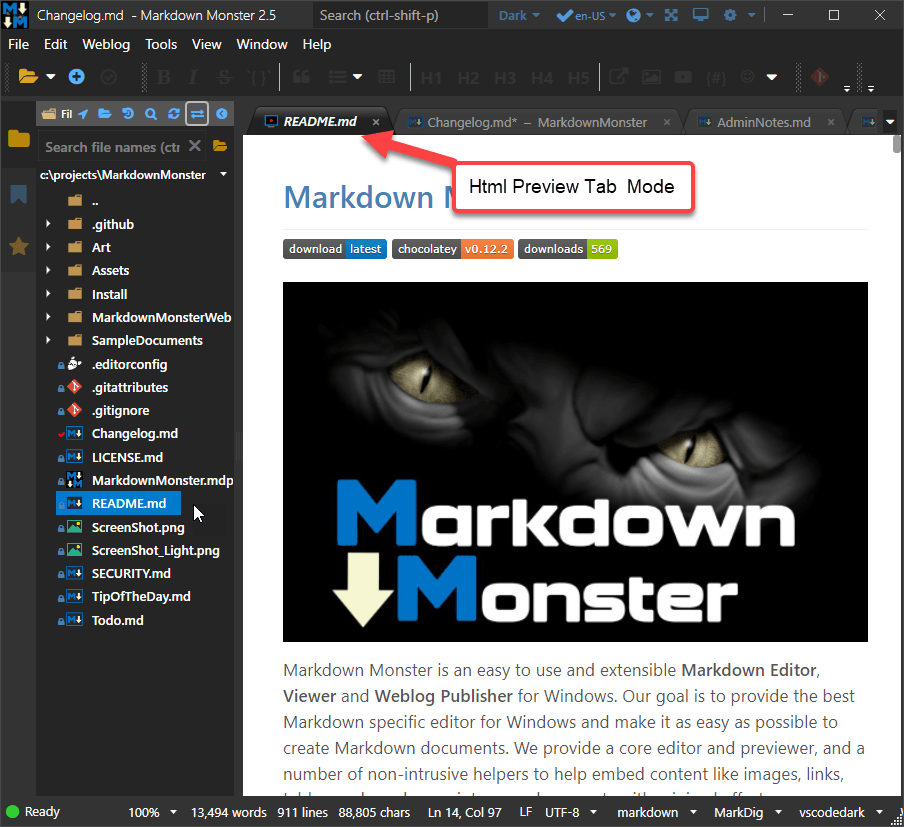 Changelog.md - Markdown Monster 2.5
Search (ctrl-shift-p)
Dark
en-US
File Edit Weblog Tools View Window Help
B I S {} H1 H2 H3 H4 H5 {#}
Fil
README.md
Changelog.md* – MarkdownMonster
AdminNotes.md
Search file names (ctr
c:\projects\MarkdownMonster
..
.github
Art
Assets
Install
MarkdownMonsterWeb
SampleDocuments
.editorconfig
.gitattributes
.gitignore
Changelog.md
LICENSE.md
MarkdownMonster.mdp
README.md
ScreenShot.png
ScreenShot_Light.png
SECURITY.md
TipOfTheDay.md
Todo.md
Html Preview Tab Mode
Markdown M
download latest chocolatey v0.12.2 downloads 569
Markdown
Monster
Markdown Monster is an easy to use and extensible Markdown Editor,
Viewer and Weblog Publisher for Windows. Our goal is to provide the best
Markdown specific editor for Windows and make it as easy as possible to
create Markdown documents. We provide a core editor and previewer, and a
number of non-intrusive helpers to help embed content like images, links,
Ready 100% 13,494 words 911 lines 88,805 chars Ln 14, Col 97 LF UTF-8 markdown MarkDig vscodedark